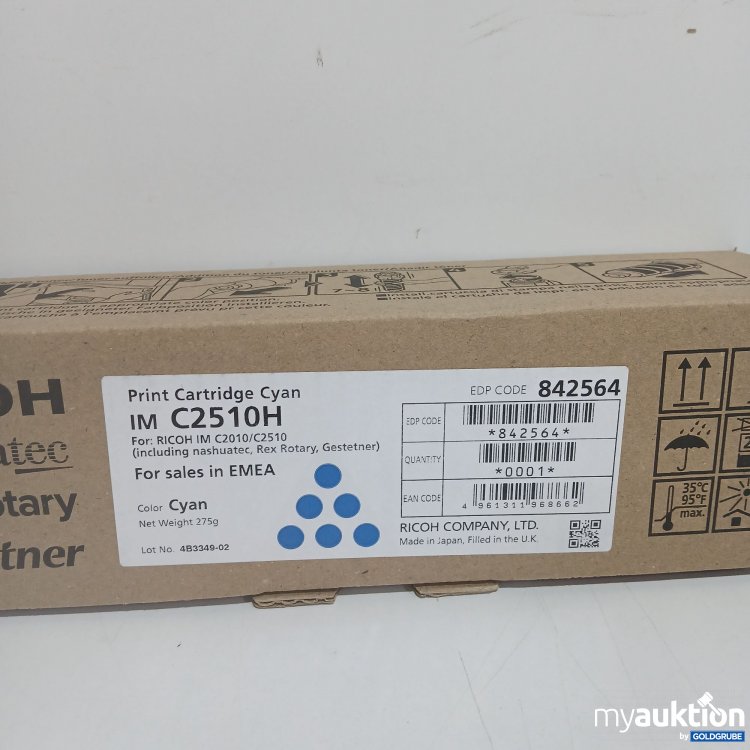 OH
Print Cartridge Cyan
IM C2510H
For: RICOH IM C2010/C2510
(including nashuatec, Rex Rotary, Gestetner)
For sales in EMEA
Color Cyan
Net Weight 275g
Lot No. 4B3349-02
EDP CODE 842564
EDP CODE
*842564*
QUANTITY
*0001*
EAN CODE
4 961311 968662
RICOH COMPANY, LTD.
Made in Japan, Filled in the U.K.
atec
otary
tner
35°C
95°F
max.
myauktion
by GOLDGRUBE